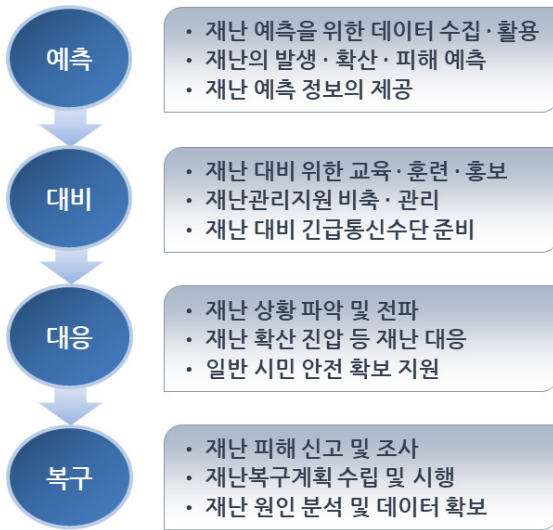 예측
• 재난 예측을 위한 데이터 수집 · 활용
• 재난의 발생 · 확산 · 피해 예측
• 재난 예측 정보의 제공
대비
• 재난 대비 위한 교육 · 훈련 · 홍보
• 재난관리지원 비축 · 관리
• 재난 대비 긴급통신수단 준비
대응
• 재난 상황 파악 및 전파
• 재난 확산 진압 등 재난 대응
• 일반 시민 안전 확보 지원
복구
• 재난 피해 신고 및 조사
• 재난복구계획 수립 및 시행
• 재난 원인 분석 및 데이터 확보